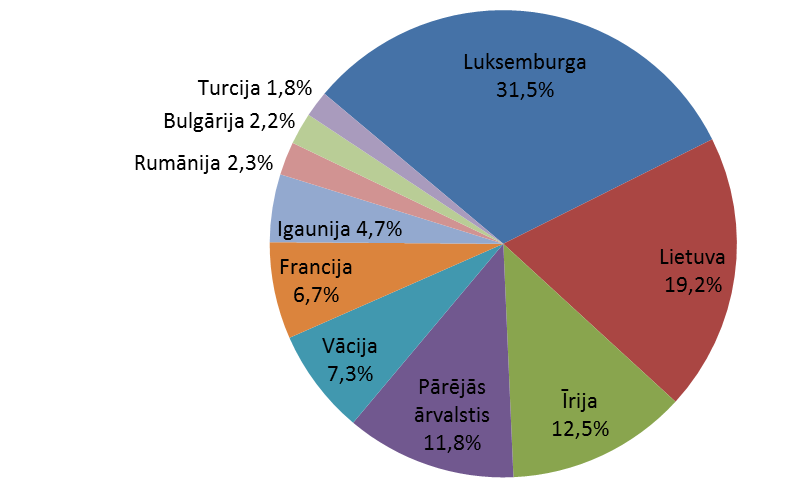 Luksemburga
31,5%
Turcija 1,8%
Bulgārija 2,2%
Rumānija 2,3%
Igaunija 4,7%
Lietuva
19,2%
Francija
6,7%
Vācija
7,3%
Pārējās
ārvalstis
11,8%
Īrija
12,5%